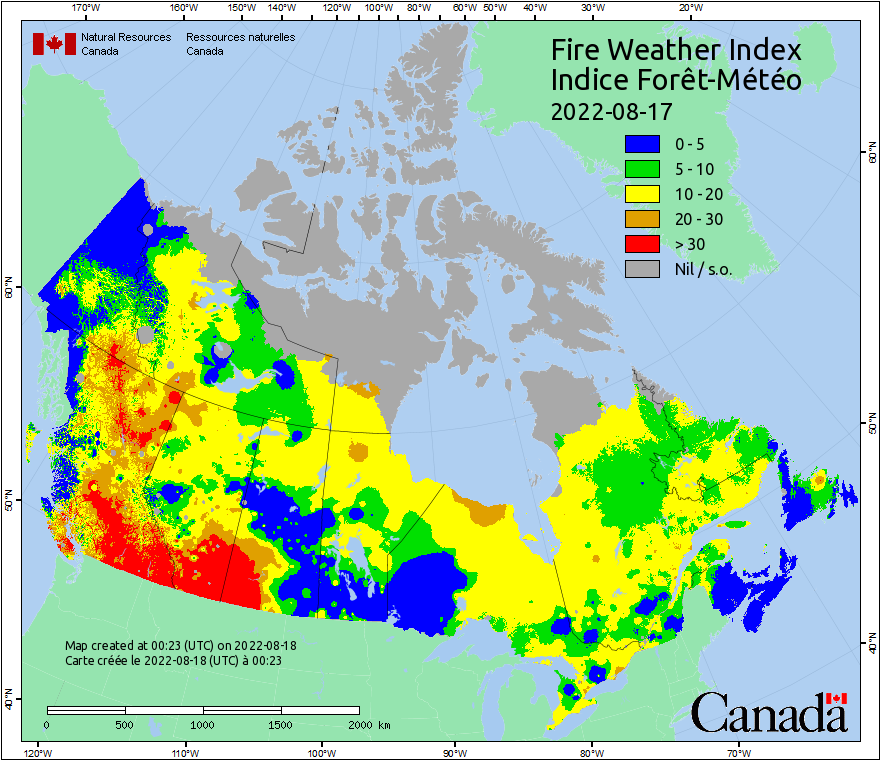 170°W 160°W 150°W 140°W 120°W 100°W 80°W 60°W 50°W 40°W 30°W 20°W
Natural Resources Canada
Ressources naturelles Canada
Fire Weather Index
Indice Forêt-Météo
2022-08-17
0 - 5
5 - 10
10 - 20
20 - 30
> 30
Nil / s.o.
60°N
50°N
40°N
60°N
50°N
40°N
Map created at 00:23 (UTC) on 2022-08-18
Carte créée le 2022-08-18 (UTC) à 00:23
0 500 1000 1500 2000 km
Canada
120°W 110°W 100°W 90°W 80°W 70°W